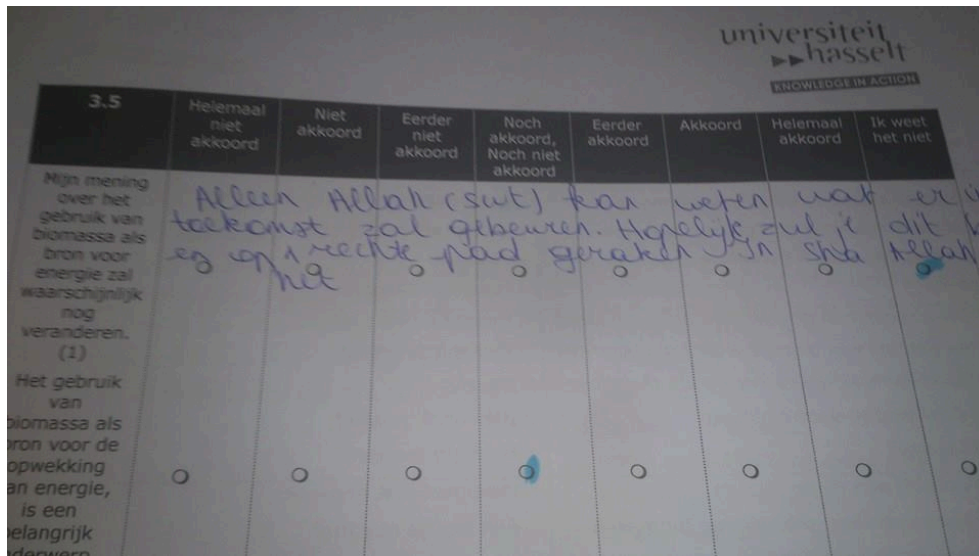 universiteit
hasselt
KNOWLEDGE IN ACTION
3.5
Helemaal
niet
akkoord
Niet
akkoord
Eerder
niet
akkoord
Noch
akkoord,
Noch niet
akkoord
Eerder
akkoord
Akkoord
Helemaal
akkoord
Ik weet
het niet
Mijn mening
over het
gebruik van
biomassa als
bron voor
energie zal
waarschijnlijk
nog
veranderen.
(1)
Alleen Allah (swt) kan weten wat er
toekomst zal gebeuren. Hopelijk zul je dit
en op rechte pad geraken in sha Allah
het
Het gebruik
van
biomassa als
bron voor de
opwekking
an energie,
is een
belangrijk